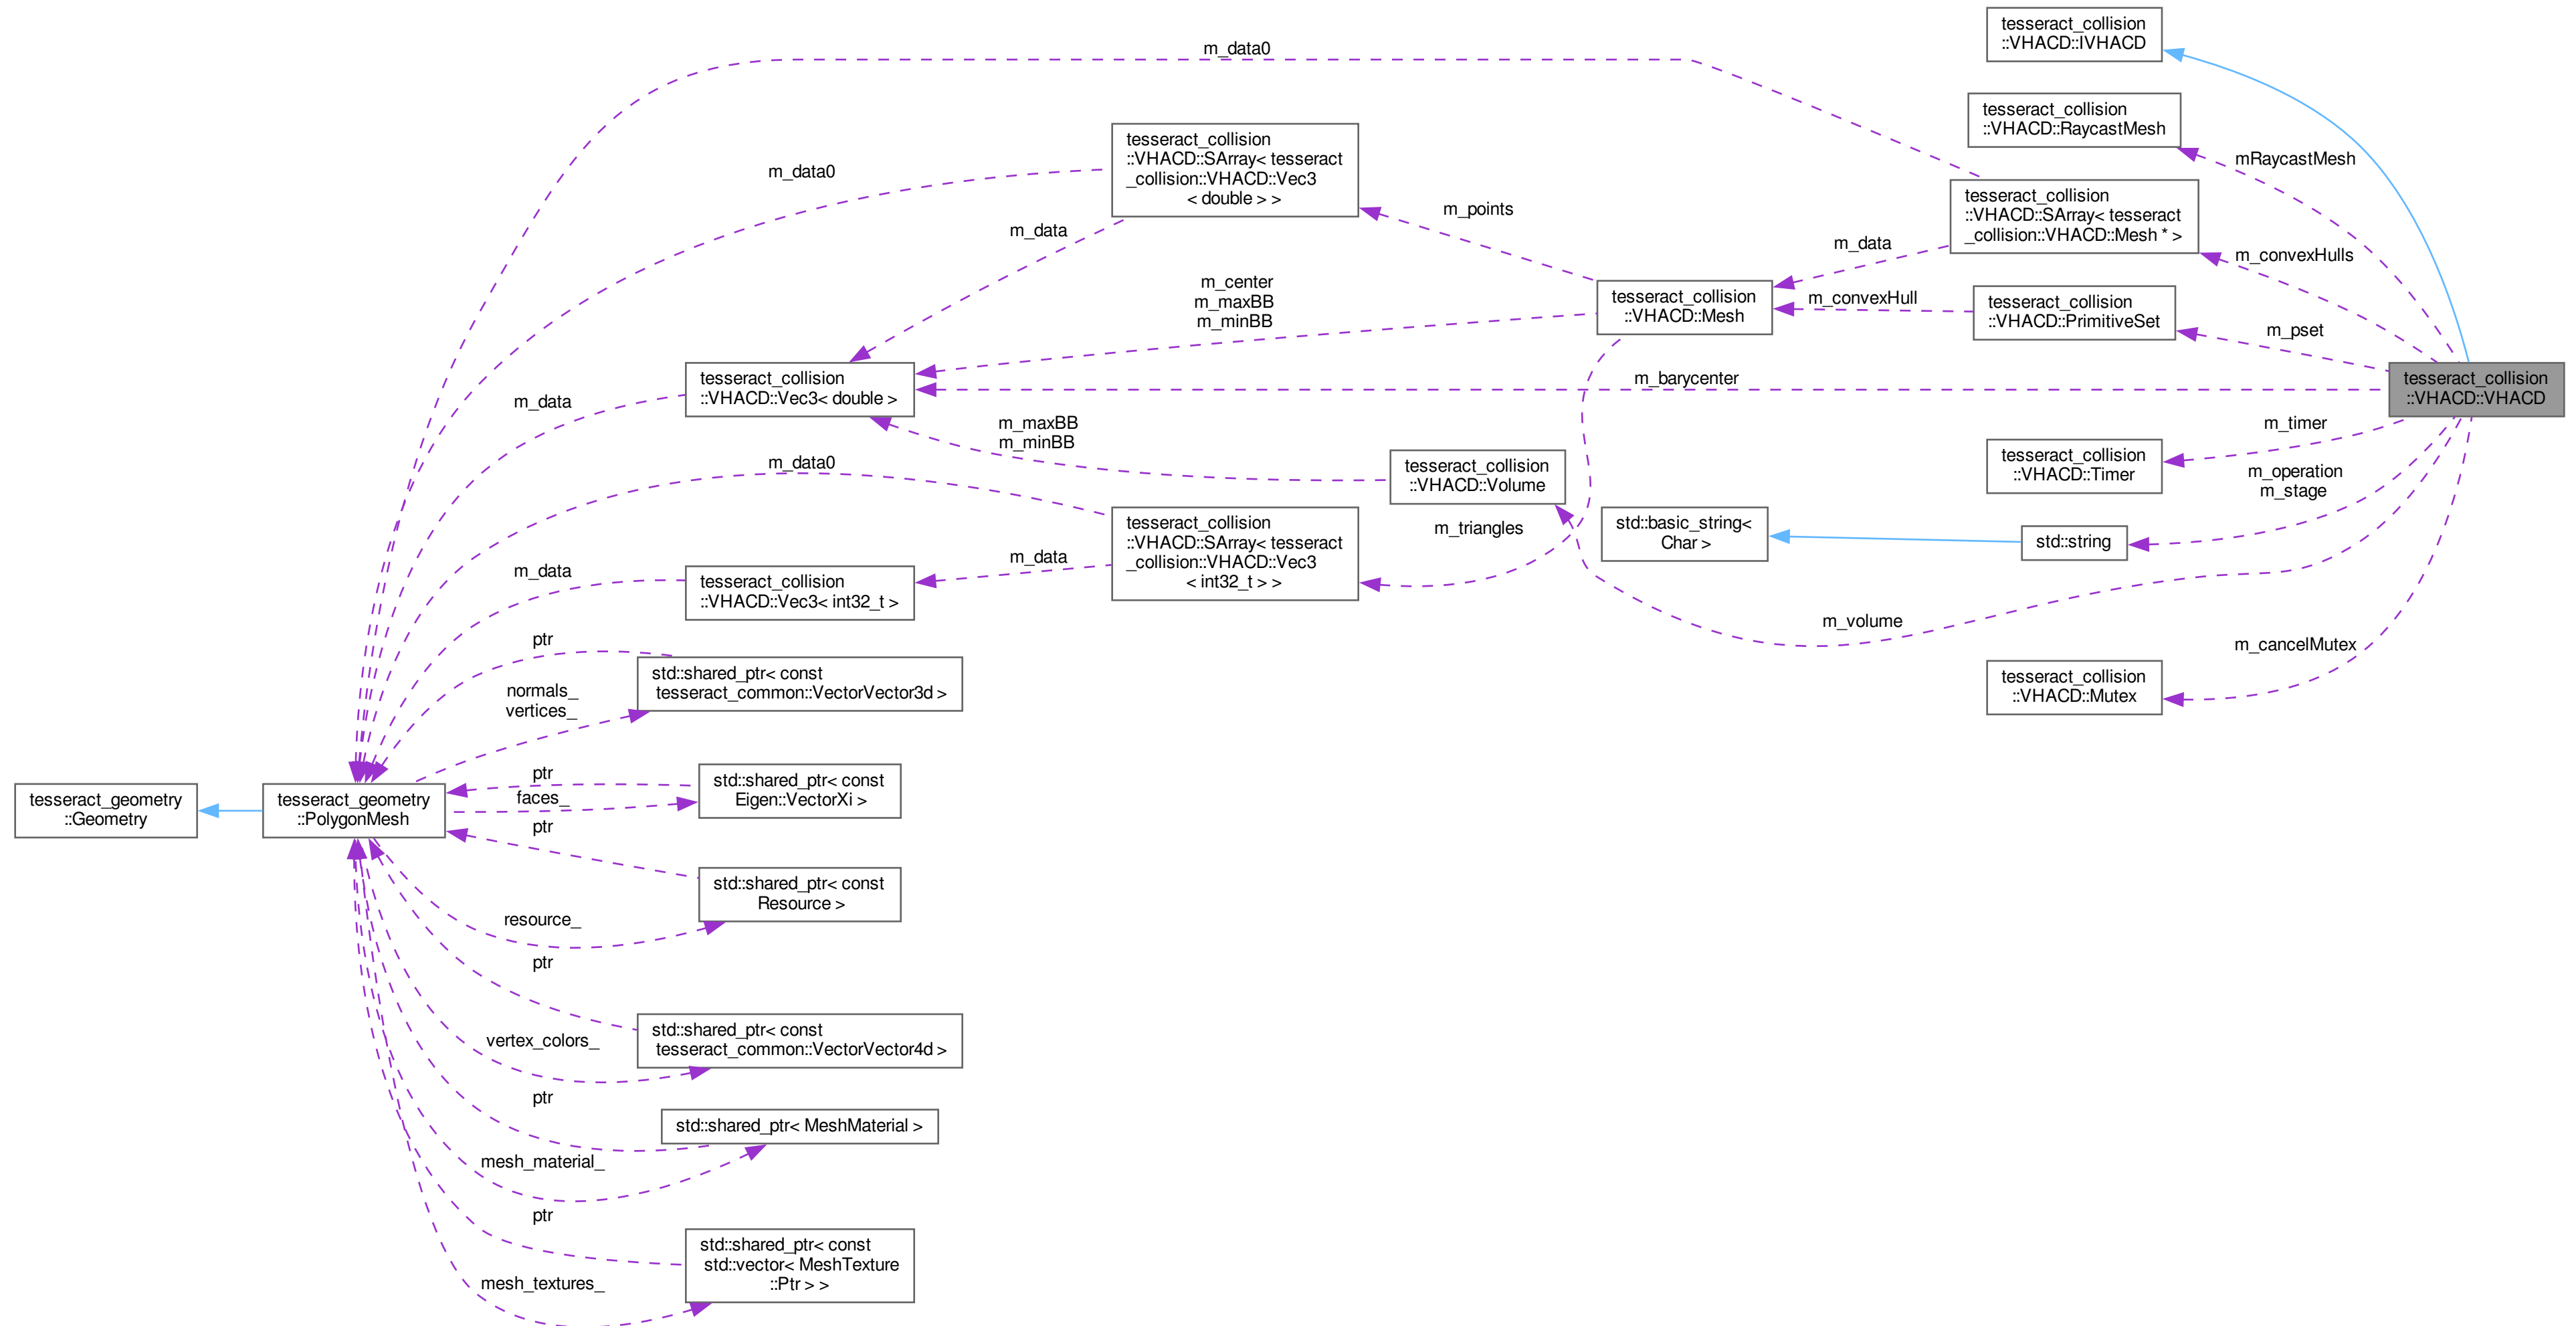 tesseract_collision
::VHACD::IVHACD
m_data0
tesseract_collision
::VHACD::RaycastMesh
tesseract_collision
::VHACD::SArray< tesseract
_collision::VHACD::Vec3
< double > >
mRaycastMesh
m_data0
tesseract_collision
::VHACD::SArray< tesseract
_collision::VHACD::Mesh * >
m_points
m_data
m_data
m_convexHulls
m_center
m_maxBB
m_minBB
tesseract_collision
::VHACD::Mesh
m_convexHull
tesseract_collision
::VHACD::PrimitiveSet
m_pset
tesseract_collision
::VHACD::Vec3< double >
m_barycenter
tesseract_collision
::VHACD::VHACD
m_data
m_maxBB
m_minBB
m_timer
m_data0
tesseract_collision
::VHACD::Volume
tesseract_collision
::VHACD::Timer
m_operation
m_stage
tesseract_collision
::VHACD::SArray< tesseract
_collision::VHACD::Vec3
< int32_t > >
m_triangles
std::basic_string<
Char >
std::string
m_data
m_data
tesseract_collision
::VHACD::Vec3< int32_t >
m_volume
ptr
m_cancelMutex
std::shared_ptr< const
tesseract_common::VectorVector3d >
normals_
vertices_
tesseract_collision
::VHACD::Mutex
tesseract_geometry
::Geometry
tesseract_geometry
::PolygonMesh
ptr
faces_
std::shared_ptr< const
Eigen::VectorXi >
ptr
std::shared_ptr< const
Resource >
resource_
ptr
std::shared_ptr< const
tesseract_common::VectorVector4d >
vertex_colors_
ptr
std::shared_ptr< MeshMaterial >
mesh_material_
ptr
std::shared_ptr< const
std::vector< MeshTexture
::Ptr > >
mesh_textures_